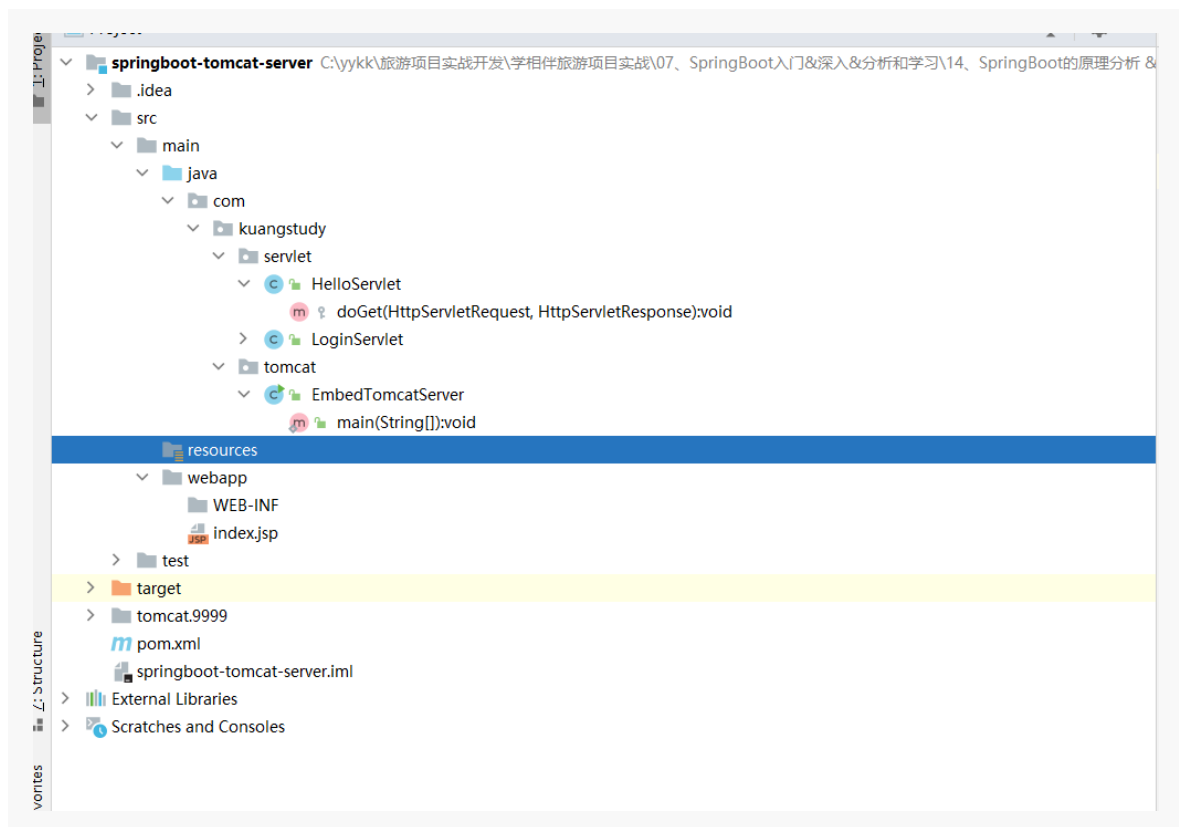 springboot-tomcat-server C:\yykk\旅游项目实战开发\学相伴旅游项目实战\07、SpringBoot入门&深入&分析和学习\14、SpringBoot的原理分析 &
.idea
src
main
java
com
kuangstudy
servlet
HelloServlet
doGet(HttpServletRequest, HttpServletResponse):void
LoginServlet
tomcat
EmbedTomcatServer
main(String[]):void
resources
webapp
WEB-INF
index.jsp
test
target
tomcat.9999
pom.xml
springboot-tomcat-server.iml
External Libraries
Scratches and Consoles
Z: Structure